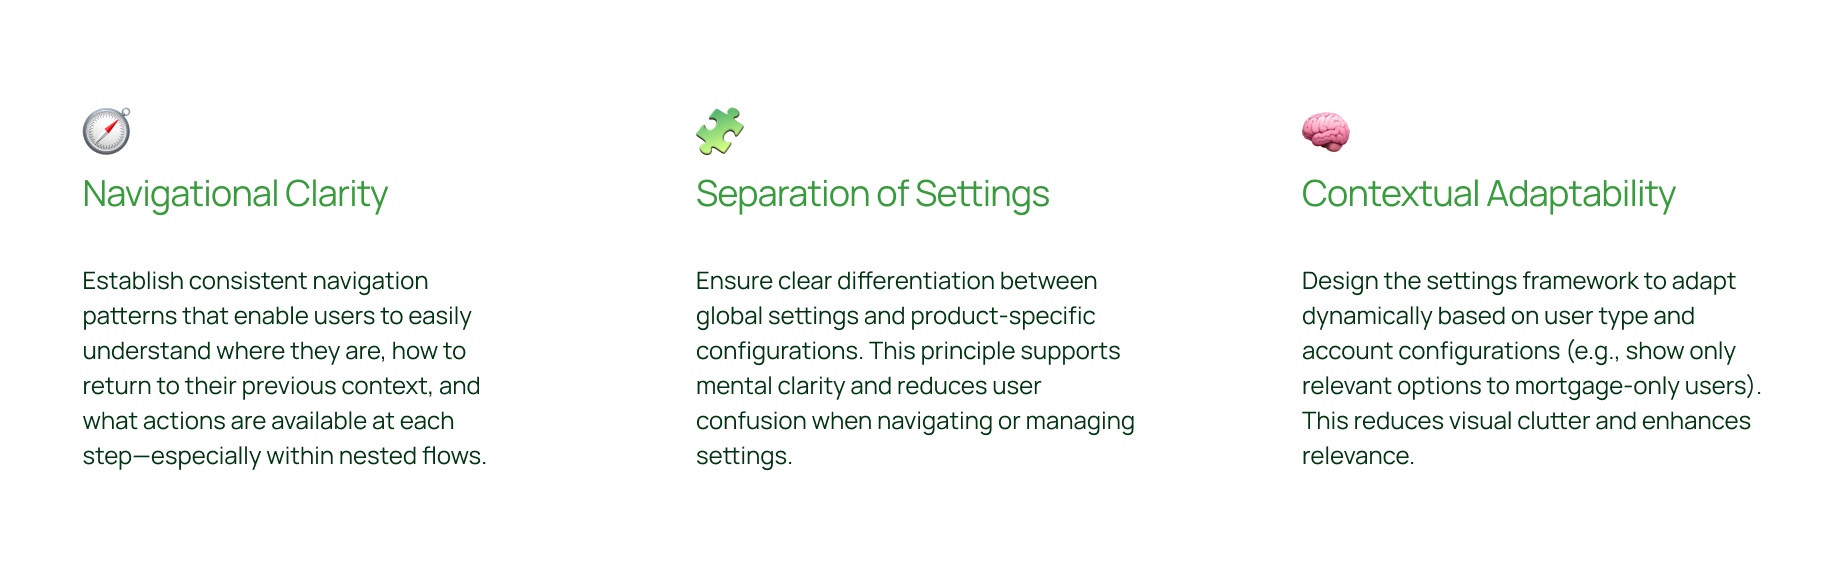 Navigational Clarity
Establish consistent navigation
patterns that enable users to easily
understand where they are, how to
return to their previous context, and
what actions are available at each
step—especially within nested flows.
Separation of Settings
Ensure clear differentiation between
global settings and product-specific
configurations. This principle supports
mental clarity and reduces user
confusion when navigating or managing
settings.
Contextual Adaptability
Design the settings framework to adapt
dynamically based on user type and
account configurations (e.g., show only
relevant options to mortgage-only users).
This reduces visual clutter and enhances
relevance.